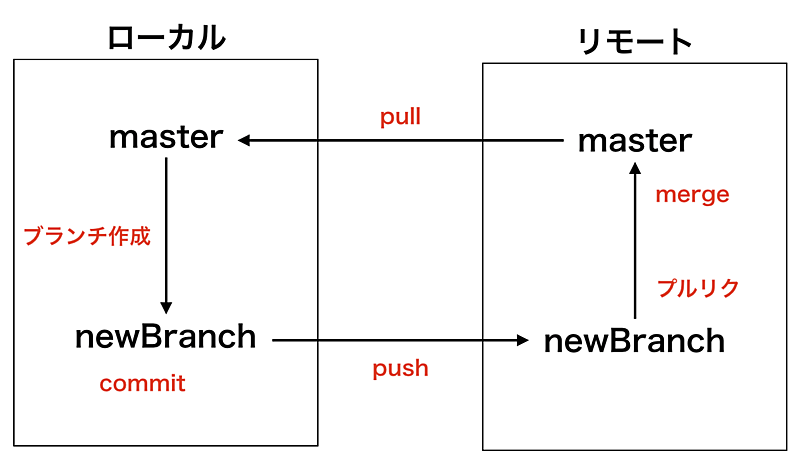 ローカル
リモート
pull
master
master
merge
ブランチ作成
プルリク
newBranch
newBranch
push
commit